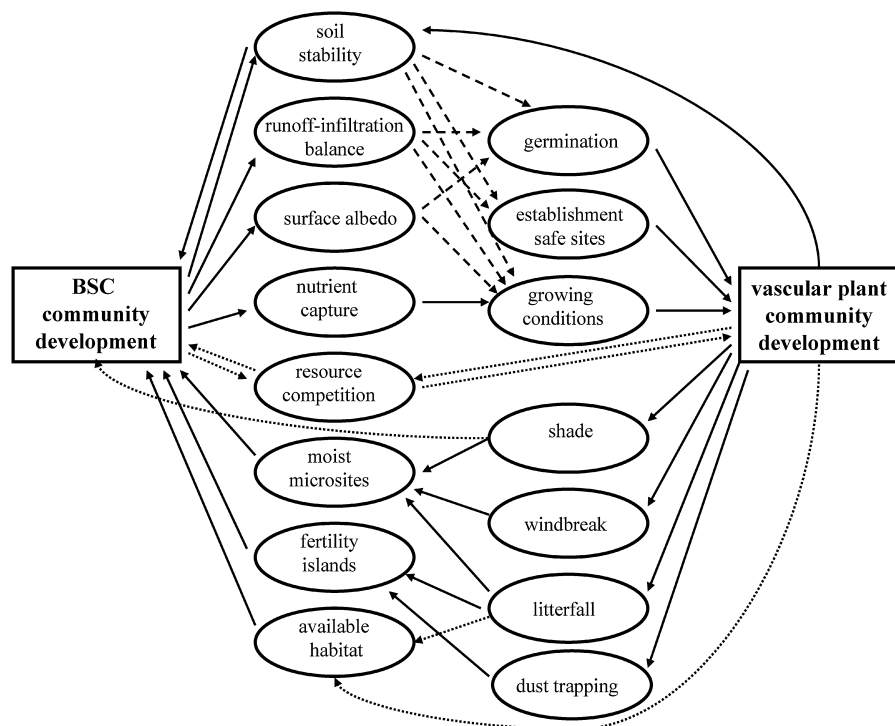 soil
stability
runoff-infiltration
balance
germination
surface albedo
establishment
safe sites
BSC
community
development
nutrient
capture
growing
conditions
vascular plant
community
development
resource
competition
shade
moist
microsites
windbreak
fertility
islands
litterfall
available
habitat
dust trapping